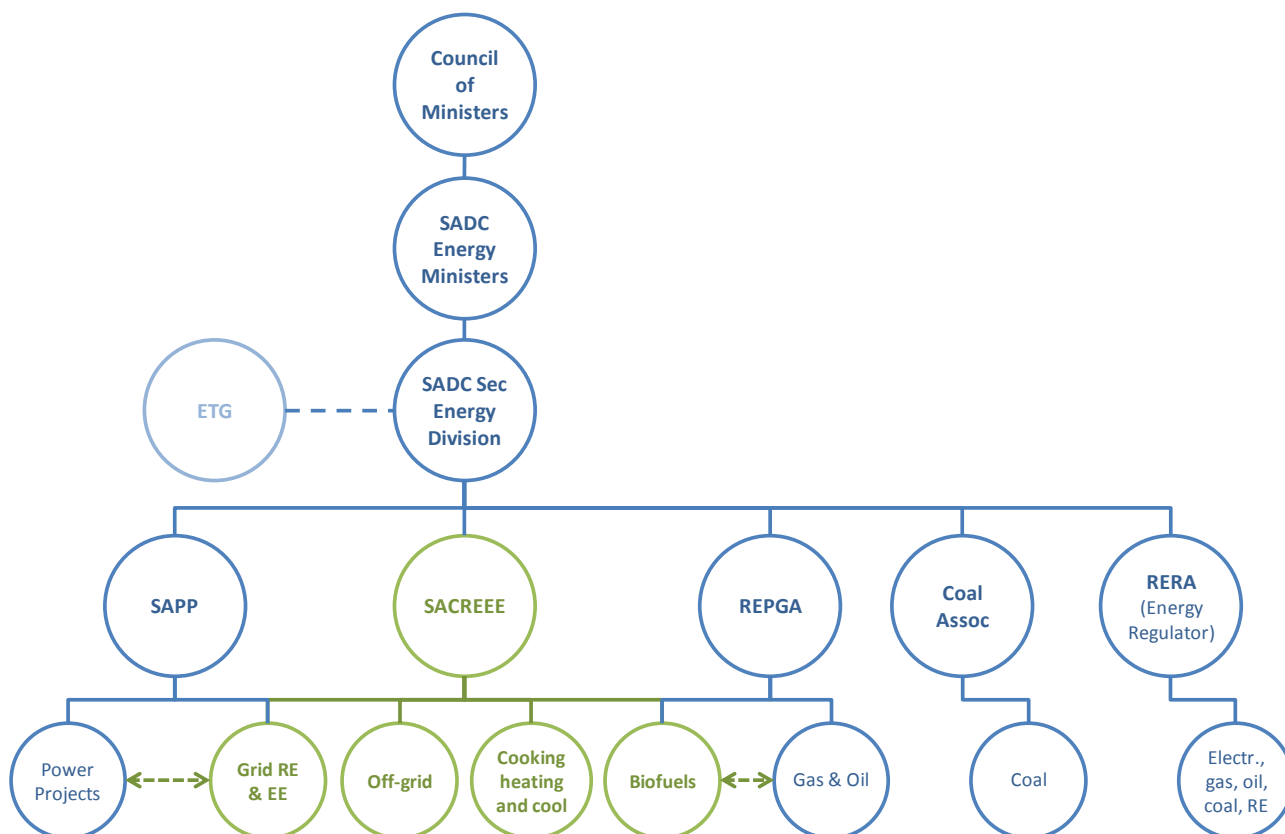 Council
of
Ministers
SADC
Energy
Ministers
ETG
SADC Sec
Energy
Division
SAPP
SACREEE
REPGA
Coal
Assoc
RERA
(Energy
Regulator)
Power
Projects
Grid RE
& EE
Off-grid
Cooking
heating
and cool
Biofuels
Gas & Oil
Coal
Electr.,
gas, oil,
coal, RE